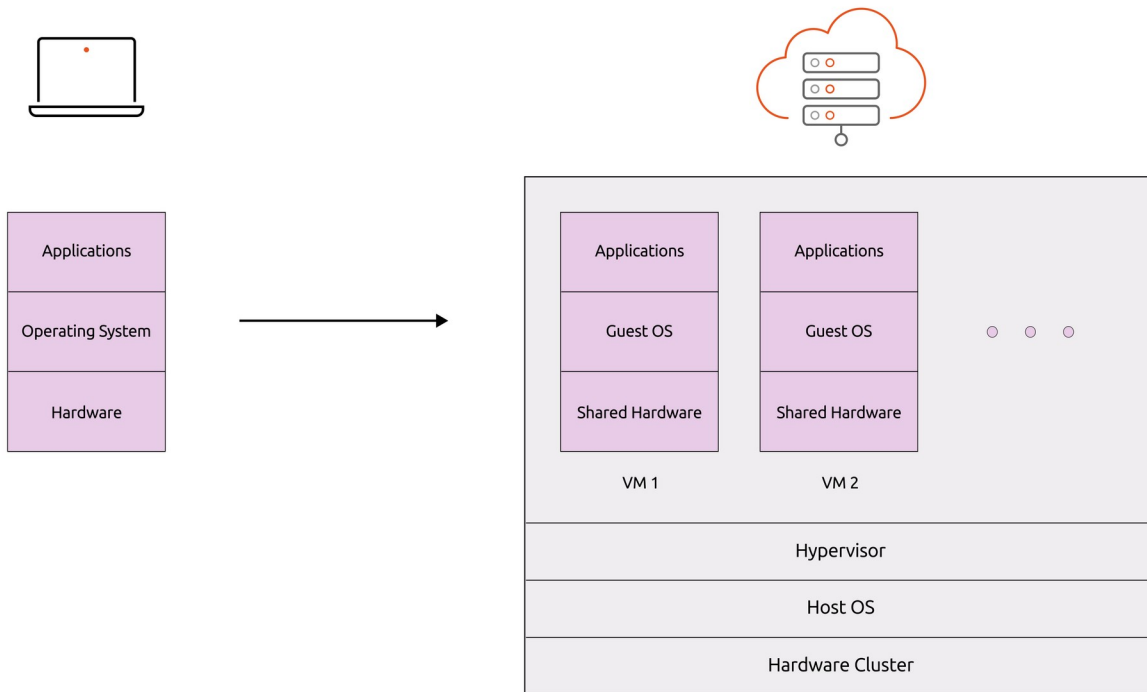 Applications
Operating System
Hardware
Applications
Guest OS
Shared Hardware
VM 1
Applications
Guest OS
Shared Hardware
VM 2
Hypervisor
Host OS
Hardware Cluster